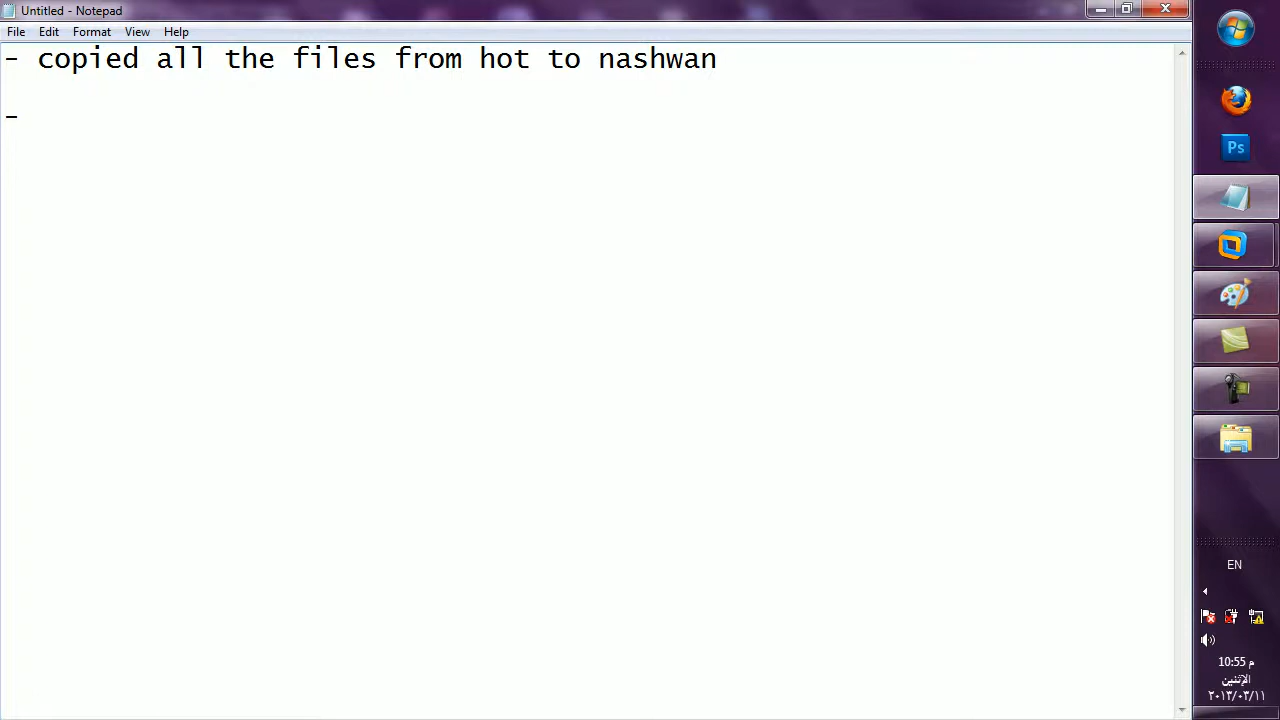 Untitled - Notepad
File Edit Format View Help
- copied all the files from hot to nashwan
-
Ps
EN
10:55 م
الإثنين
٢٠١٣/٠٣/١١